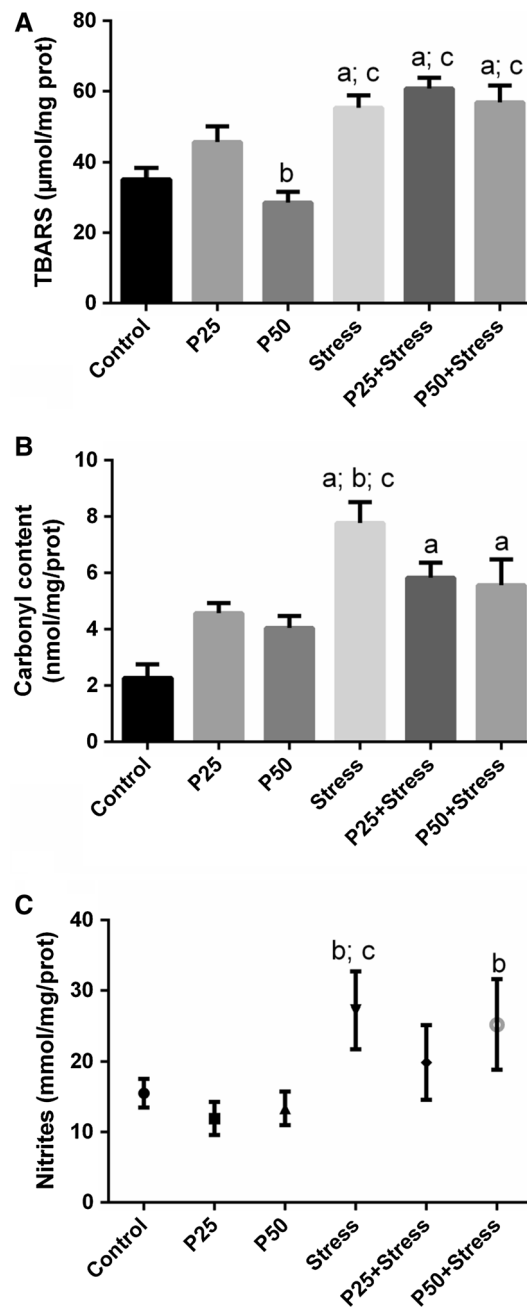 A
TBARS (µmol/mg prot)
80
60
40
20
0
b
a; c
a; c
a; c
Control
P25
P50
Stress
P25+Stress
P50+Stress
B
Carbonyl content
(nmol/mg/prot)
10
8
6
4
2
0
a; b; c
a
a
Control
P25
P50
Stress
P25+Stress
P50+Stress
C
Nitrites (mmol/mg/prot)
40
30
20
10
0
b; c
b
Control
P25
P50
Stress
P25+Stress
P50+Stress